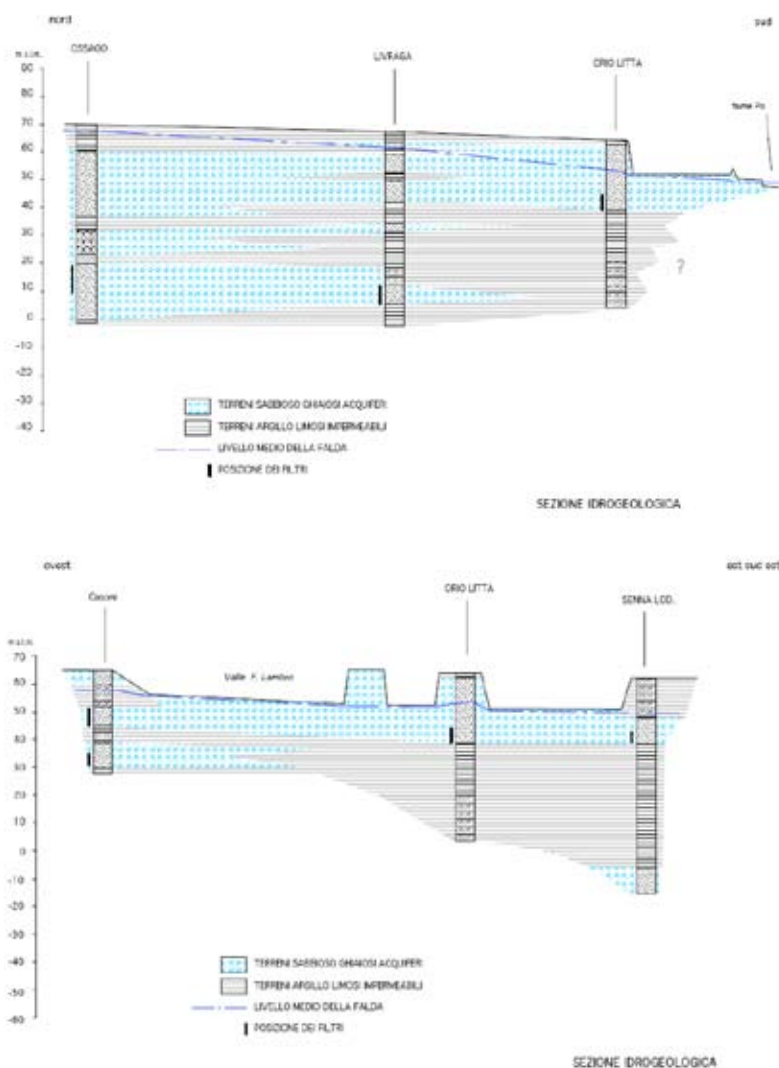 nord
sud
OSSAGO
LIVRAGA
ORIO LITTA
fiume Po
m s.l.m.
90
80
70
60
50
40
30
20
10
0
-10
-20
-30
-40
?
TERRENI SABBIOSO GHIAIOSI ACQUIFERI
TERRENI ARGILLO LIMOSI IMPERMEABILI
LIVELLO MEDIO DELLA FALDA
POSIZIONE DEI FILTRI
SEZIONE IDROGEOLOGICA
ovest
est sud est
ORIO LITTA
SENNA LOD.
m s.l.m.
Valle F. Lambro
70
60
50
40
30
20
10
0
-10
-20
-30
-40
-50
-60
TERRENI SABBIOSO GHIAIOSI ACQUIFERI
TERRENI ARGILLO LIMOSI IMPERMEABILI
LIVELLO MEDIO DELLA FALDA
POSIZIONE DEI FILTRI
SEZIONE IDROGEOLOGICA